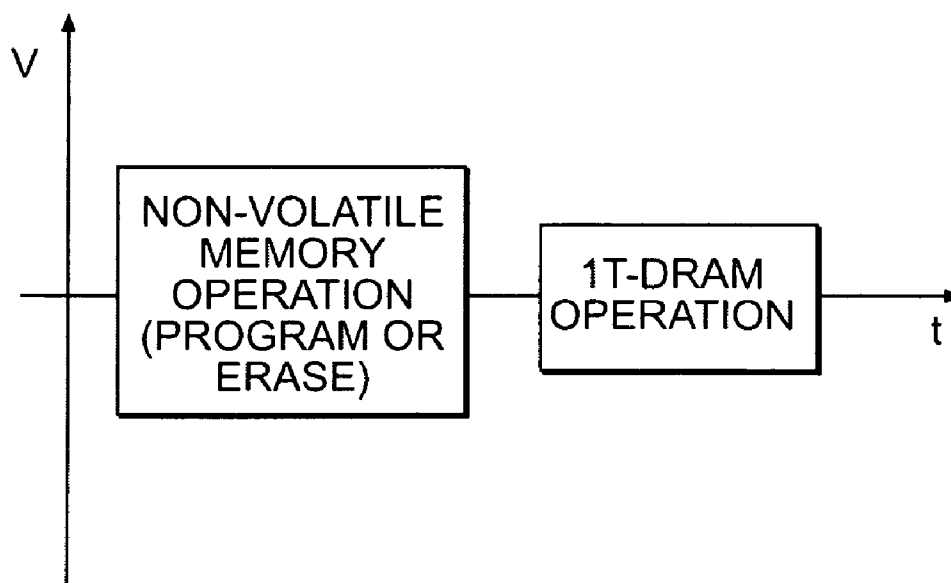 V
NON-VOLATILE
MEMORY
OPERATION
(PROGRAM OR
ERASE)
1T-DRAM
OPERATION
t